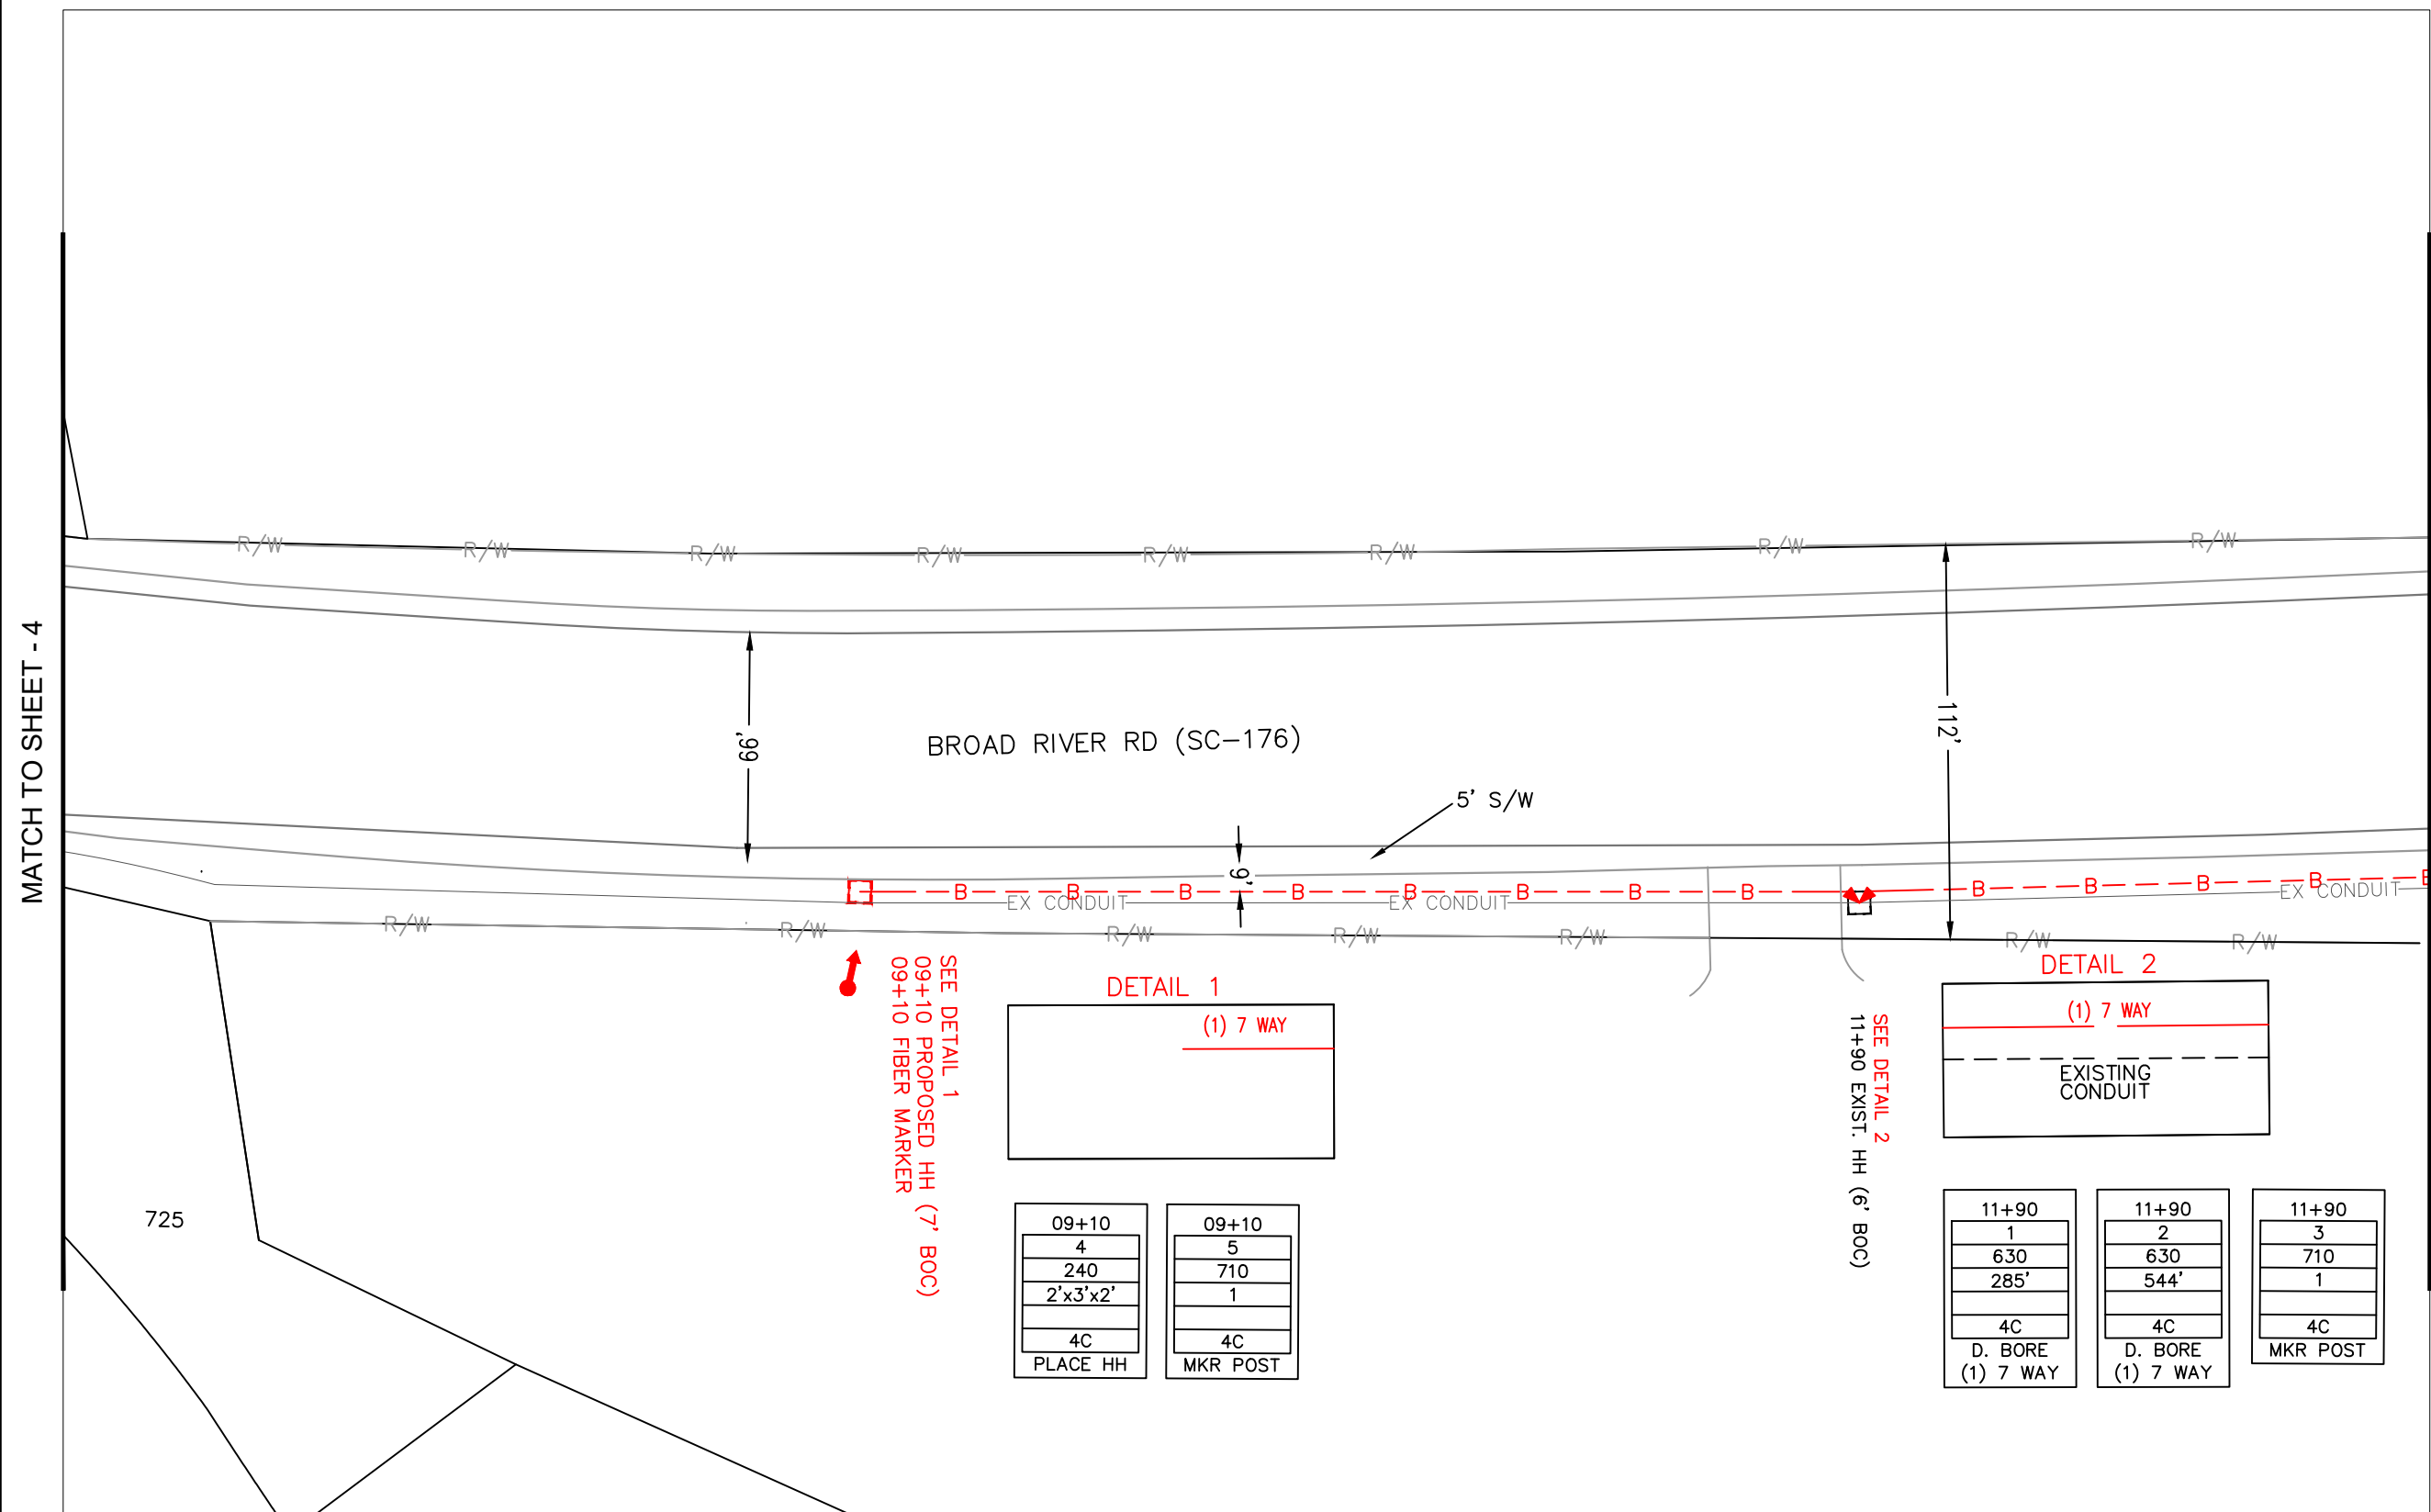 MATCH TO SHEET - 4
R/W
R/W
R/W
R/W
R/W
R/W
R/W
R/W
66'
BROAD RIVER RD (SC-176)
112'
5' S/W
9'
B
B
B
B
B
B
B
B
B
B
B
B
B
EX CONDUIT
EX CONDUIT
EX CONDUIT
R/W
R/W
R/W
R/W
R/W
R/W
R/W
SEE DETAIL 1
09+10 PROPOSED HH (7' BOC)
09+10 FIBER MARKER
DETAIL 1
(1) 7 WAY
SEE DETAIL 2
11+90 EXIST. HH (6' BOC)
DETAIL 2
(1) 7 WAY
EXISTING
CONDUIT
725
09+10
4
240
2'x3'x2'
4C
PLACE HH
09+10
5
710
1
4C
MKR POST
11+90
1
630
285'
4C
D. BORE
(1) 7 WAY
11+90
2
630
544'
4C
D. BORE
(1) 7 WAY
11+90
3
710
1
4C
MKR POST